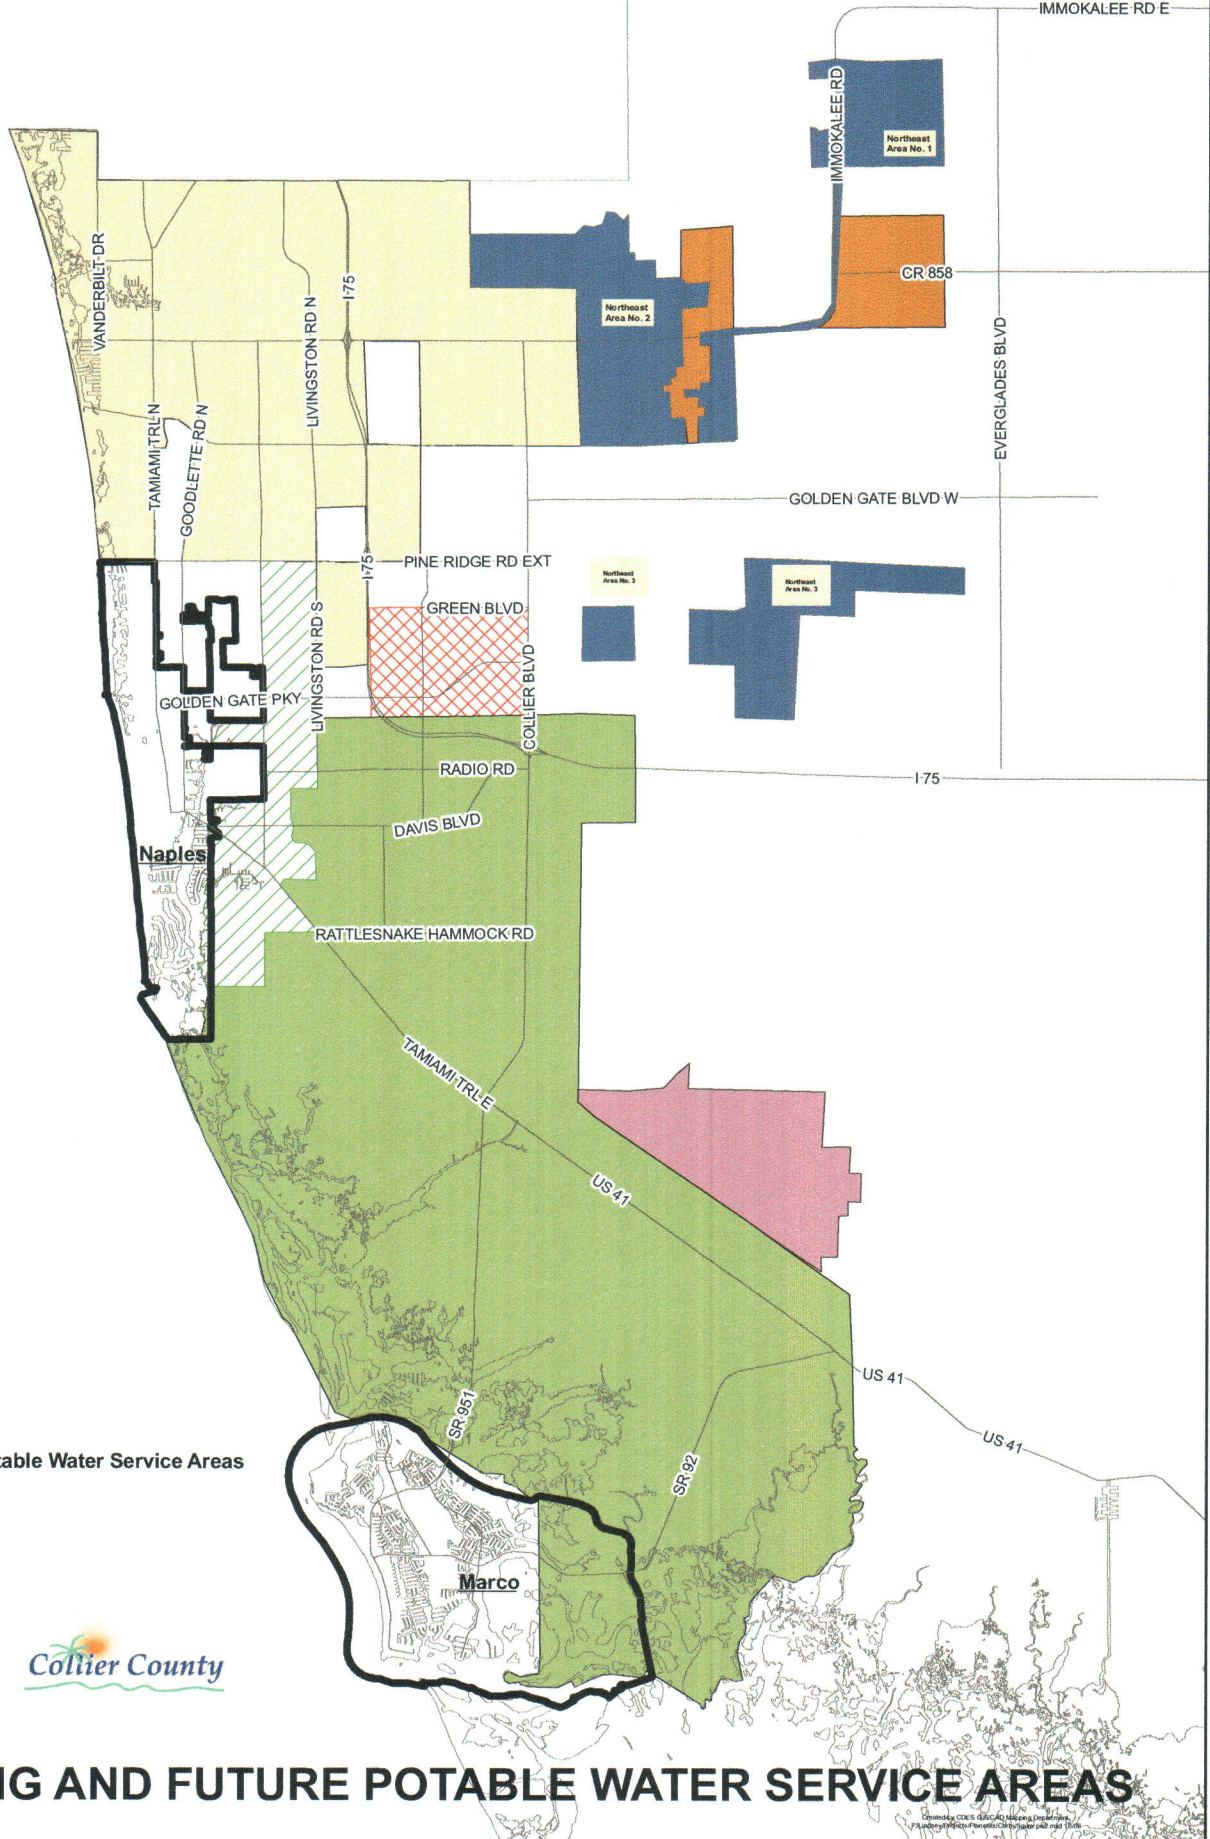 IMMOKALEE RD E
IMMOKALEE RD
Northeast
Area No. 1
VANDERBILT DR
I-75
CR 858
LIVINGSTON RD N
Northeast
Area No. 2
EVERGLADES BLVD
TAMIAMI TRL N
GOODLETTE RD N
GOLDEN GATE BLVD W
I-75
PINE RIDGE RD EXT
Northeast
Area No. 3
Northeast
Area No. 3
GREEN BLVD
LIVINGSTON RD S
COLLIER BLVD
GOLDEN GATE PKY
RADIO RD
I-75
DAVIS BLVD
Naples
RATTLESNAKE HAMMOCK RD
TAMIAMI TRL E
US 41
US 41
SR 951
US 41
table Water Service Areas
SR 92
Marco
Collier County
NG AND FUTURE POTABLE WATER SERVICE AREAS